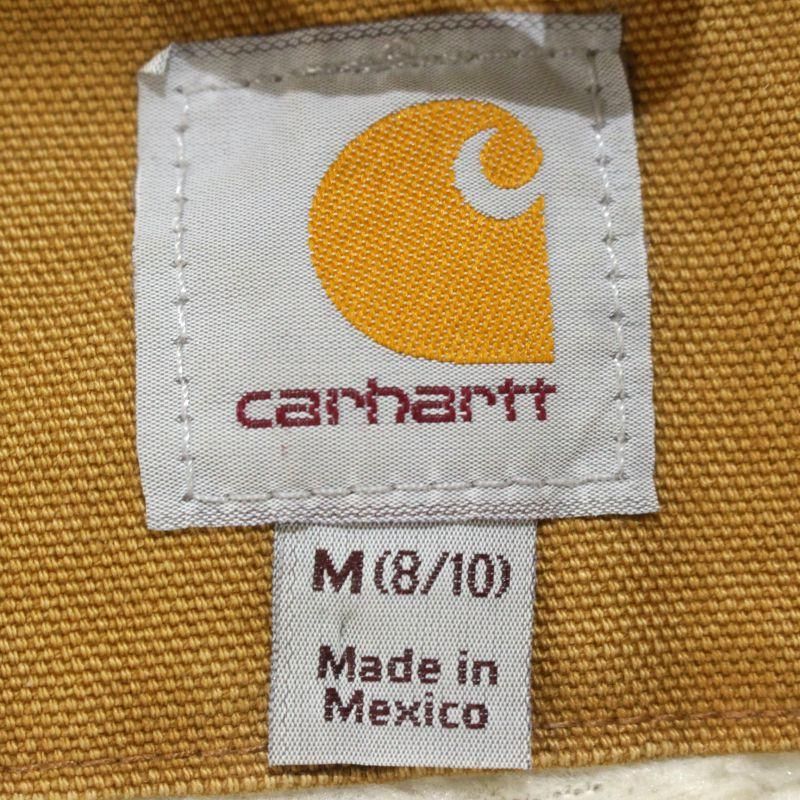 carhartt
M (8/10)
Made in
Mexico